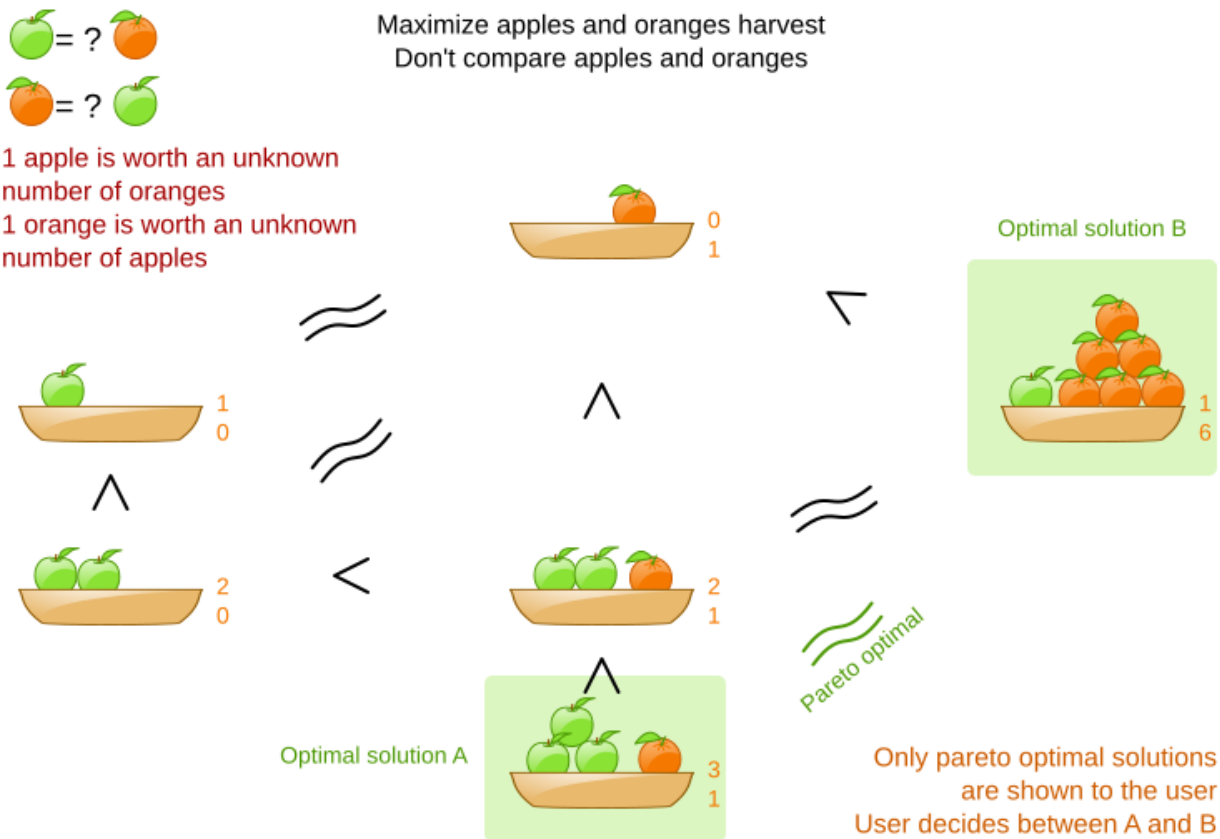 = ?
Maximize apples and oranges harvest
Don't compare apples and oranges
= ?
1 apple is worth an unknown
number of oranges
1 orange is worth an unknown
number of apples
0
1
Optimal solution B
1
0
1
6
2
0
2
1
Pareto optimal
Optimal solution A
3
1
Only pareto optimal solutions
are shown to the user
User decides between A and B